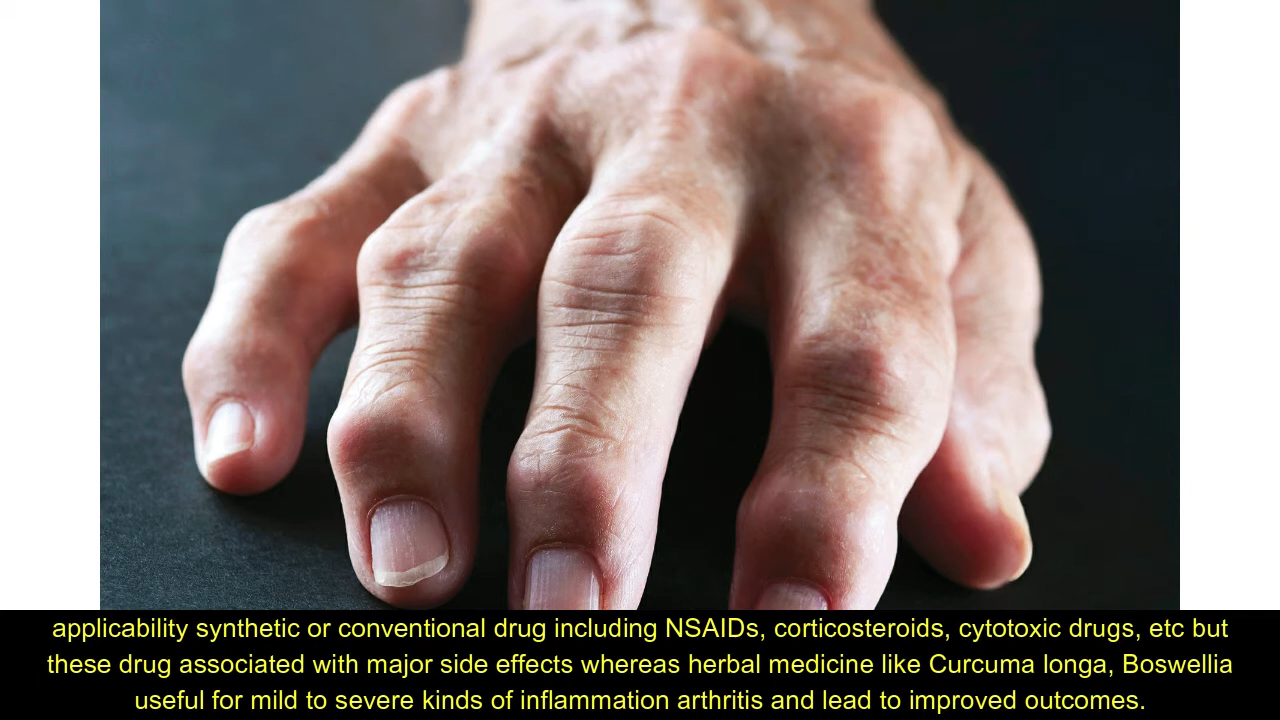 applicability synthetic or conventional drug including NSAIDs, corticosteroids, cytotoxic drugs, etc but
these drug associated with major side effects whereas herbal medicine like Curcuma longa, Boswellia
useful for mild to severe kinds of inflammation arthritis and lead to improved outcomes.